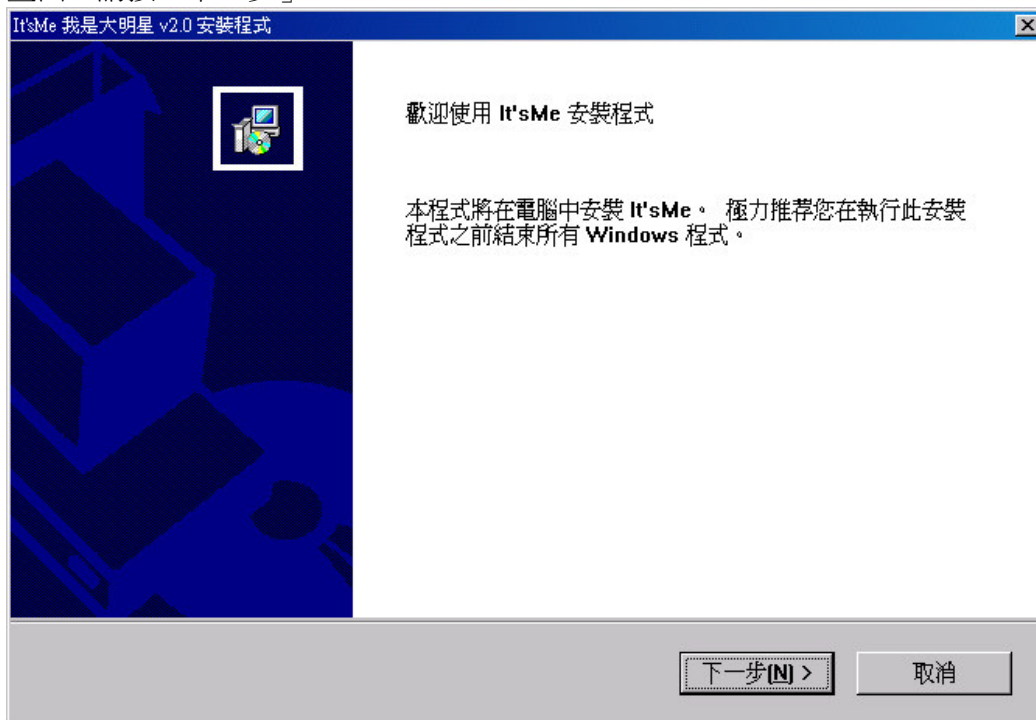 步」
It'sMe 我是大明星 v2.0 安裝程式
歡迎使用 It'sMe 安裝程式
本程式將在電腦中安裝 It'sMe。 極力推荐您在執行此安裝
程式之前結束所有 Windows 程式。
下一步(N) >
取消